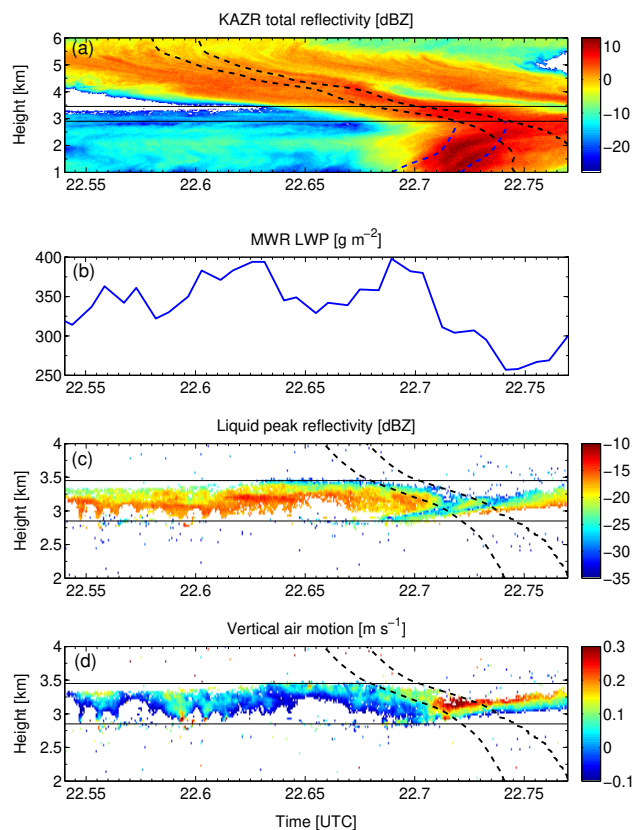 KAZR total reflectivity [dBZ]
(a)
Height [km]
6
5
4
3
2
1
22.55 22.6 22.65 22.7 22.75
10
0
−10
−20
MWR LWP [g m−2]
(b)
400
350
300
250
22.55 22.6 22.65 22.7 22.75
Liquid peak reflectivity [dBZ]
(c)
Height [km]
4
3.5
3
2.5
2
22.55 22.6 22.65 22.7 22.75
−10
−15
−20
−25
−30
−35
Vertical air motion [m s−1]
(d)
Height [km]
4
3.5
3
2.5
2
22.55 22.6 22.65 22.7 22.75
0.3
0.2
0.1
0
−0.1
Time [UTC]